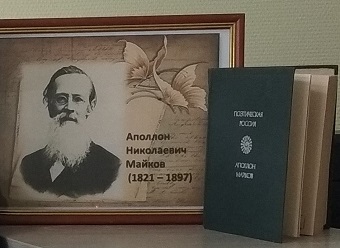 Аполлон
Николаевич
Майков
(1821 – 1897)
ПОЭТИЧЕСКАЯ
РОССИЯ
АПОЛЛОН
МАЙКОВ